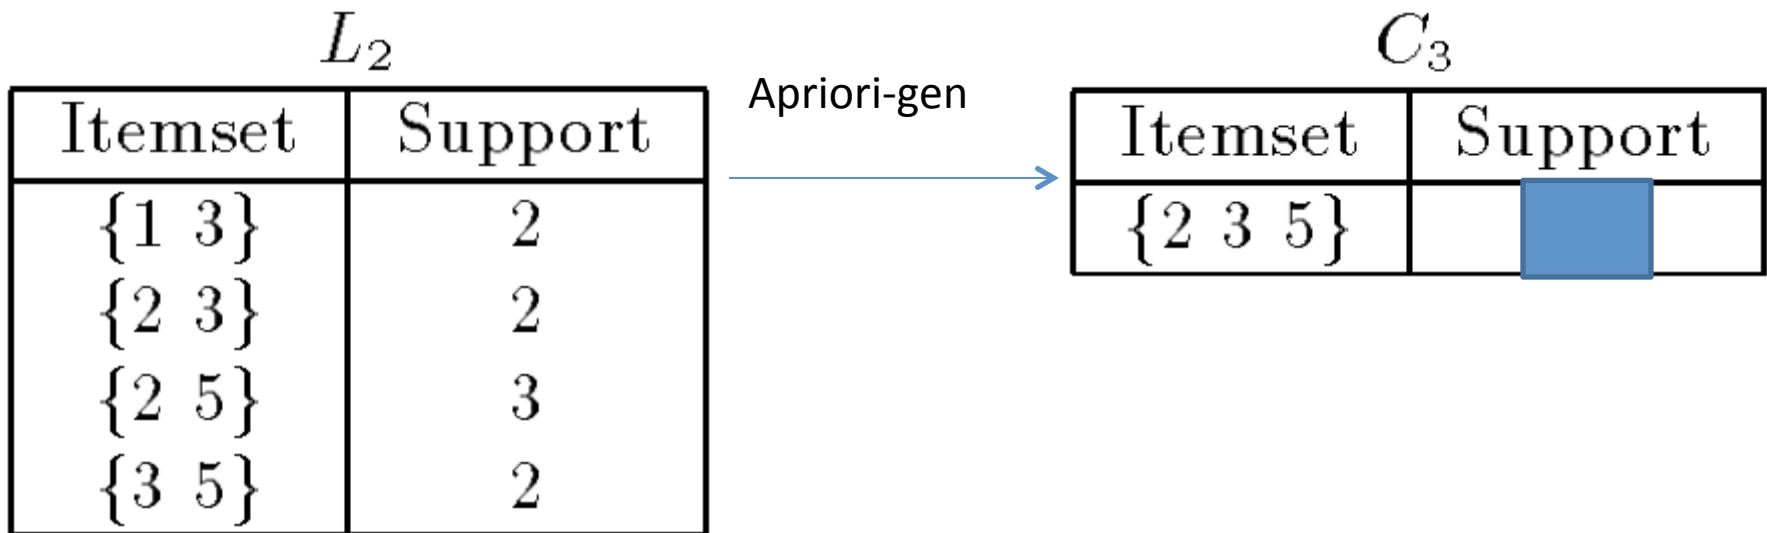 L₂
Itemset Support
{1 3} 2
{2 3} 2
{2 5} 3
{3 5} 2
Apriori-gen
C₃
Itemset Support
{2 3 5}